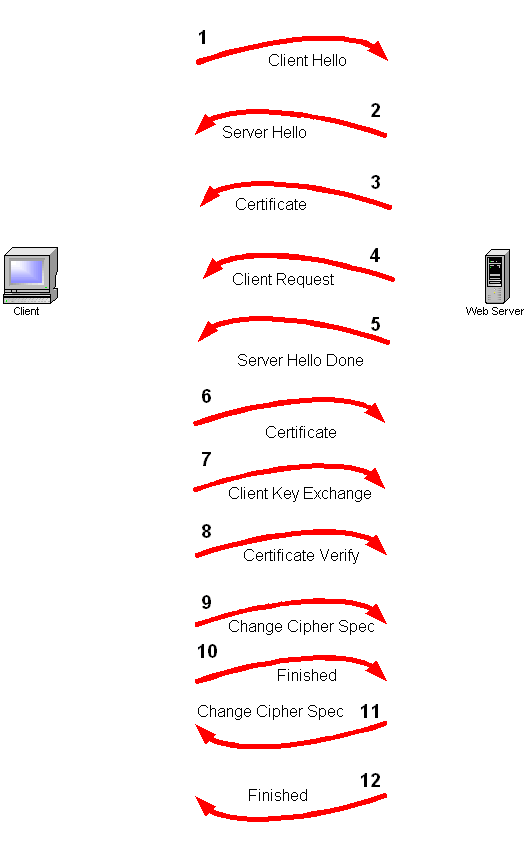 1
Client Hello
2
Server Hello
3
Certificate
4
Client Request
Client
Web Server
5
Server Hello Done
6
Certificate
7
Client Key Exchange
8
Certificate Verify
9
Change Cipher Spec
10
Finished
Change Cipher Spec 11
12
Finished